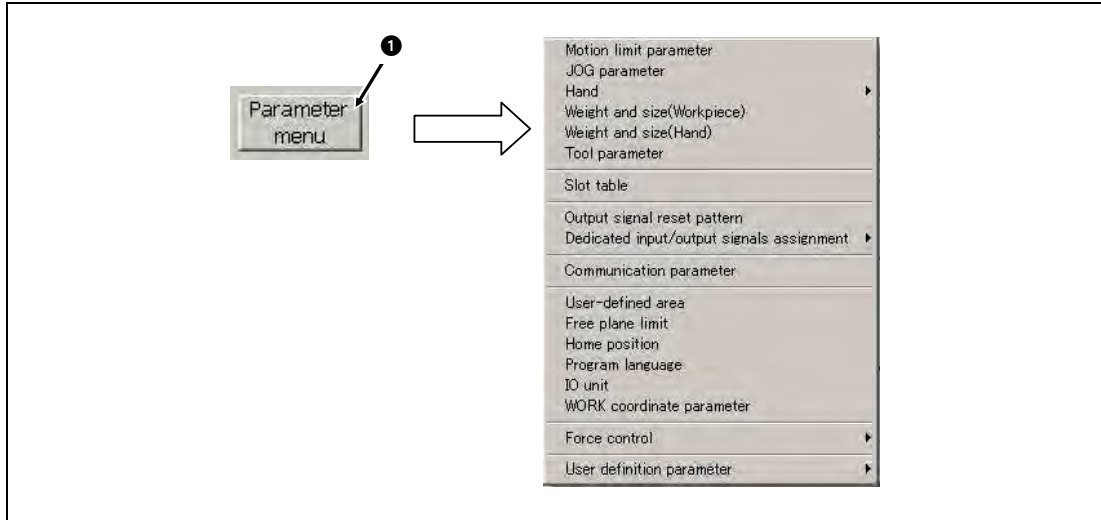 ❶
Parameter
menu
Motion limit parameter
JOG parameter
Hand
Weight and size(Workpiece)
Weight and size(Hand)
Tool parameter
Slot table
Output signal reset pattern
Dedicated input/output signals assignment
Communication parameter
User-defined area
Free plane limit
Home position
Program language
IO unit
WORK coordinate parameter
Force control
User definition parameter